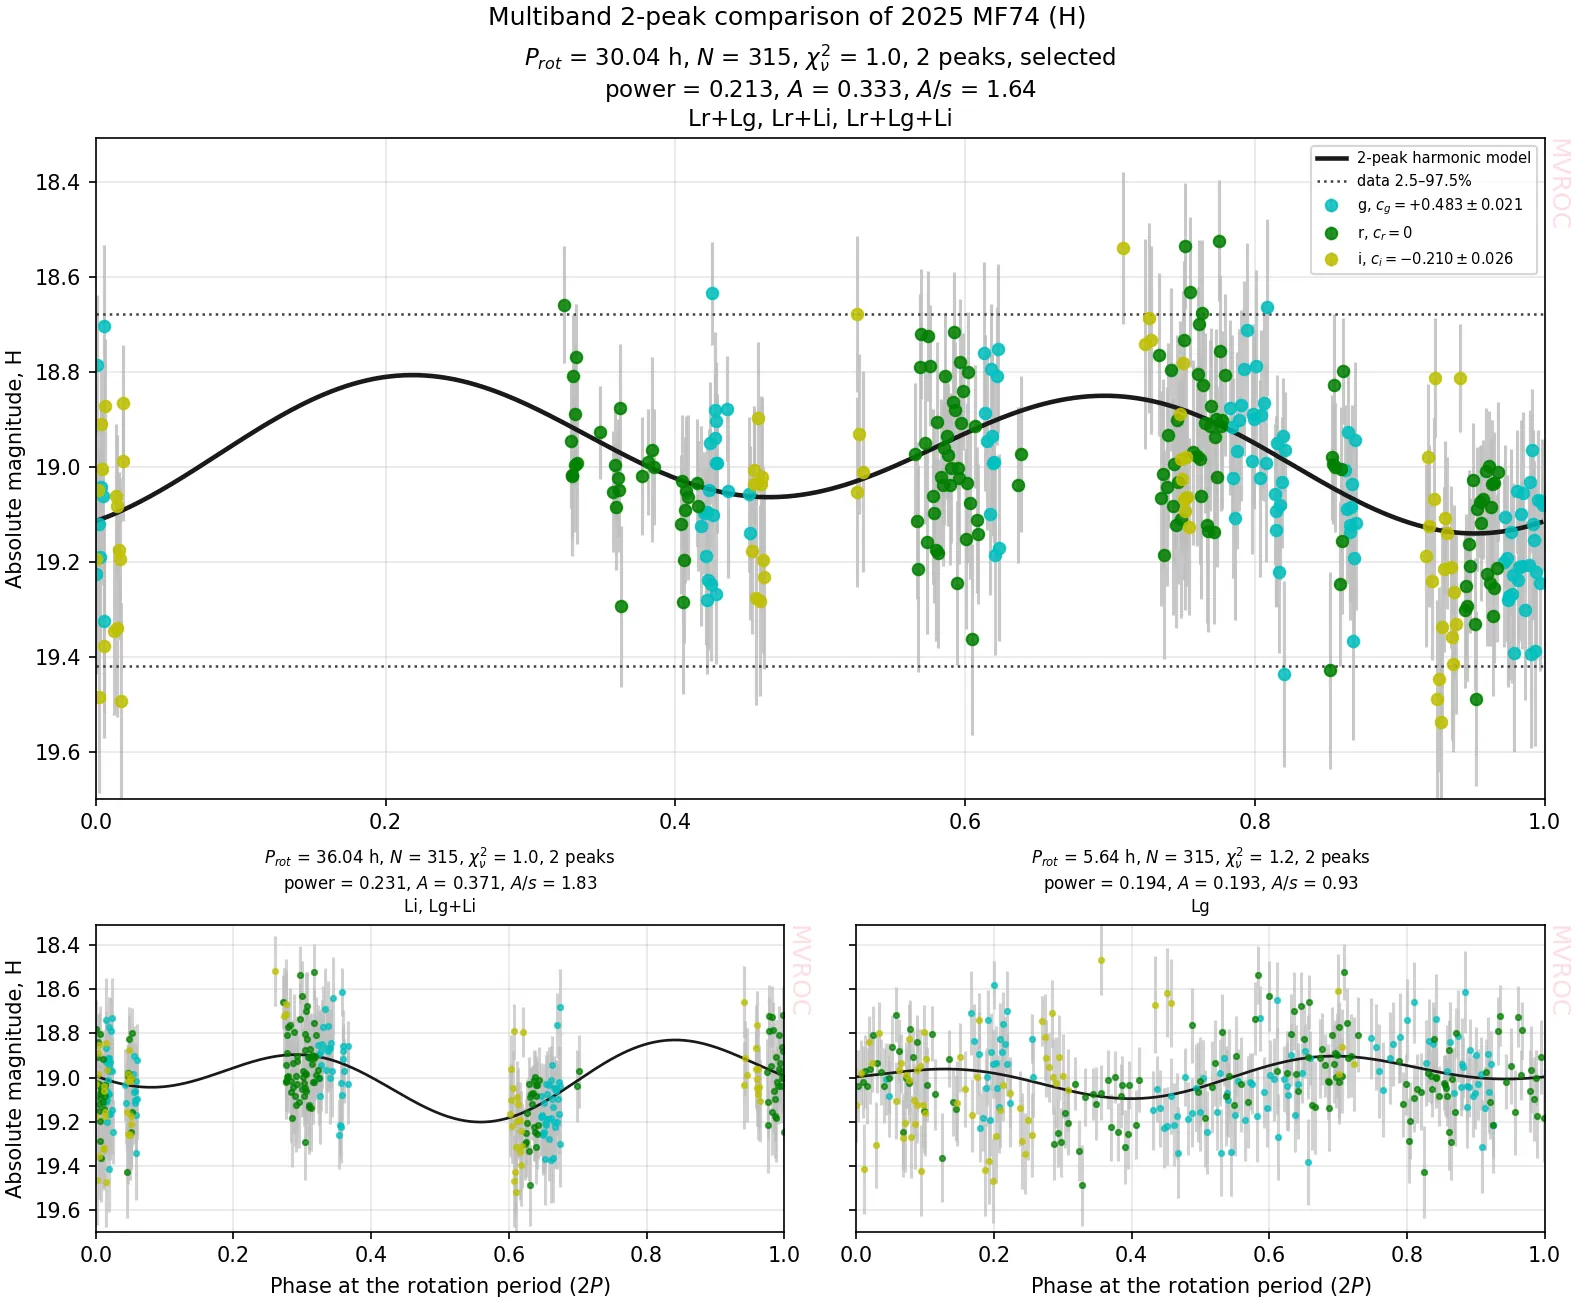 Multiband 2-peak comparison of 2025 MF74 (H)
P_rot = 30.04 h, N = 315, χ²_ν = 1.0, 2 peaks, selected
power = 0.213, A = 0.333, A/s = 1.64
Lr+Lg, Lr+Li, Lr+Lg+Li
MVROC
2-peak harmonic model
data 2.5–97.5%
g, c_g = +0.483 ± 0.021
r, c_r = 0
i, c_i = −0.210 ± 0.026
Absolute magnitude, H
18.4
18.6
18.8
19.0
19.2
19.4
19.6
0.0 0.2 0.4 0.6 0.8 1.0
P_rot = 36.04 h, N = 315, χ²_ν = 1.0, 2 peaks
power = 0.231, A = 0.371, A/s = 1.83
Li, Lg+Li
MVROC
Absolute magnitude, H
18.4
18.6
18.8
19.0
19.2
19.4
19.6
0.0 0.2 0.4 0.6 0.8 1.0
Phase at the rotation period (2P)
P_rot = 5.64 h, N = 315, χ²_ν = 1.2, 2 peaks
power = 0.194, A = 0.193, A/s = 0.93
Lg
MVROC
0.0 0.2 0.4 0.6 0.8 1.0
Phase at the rotation period (2P)